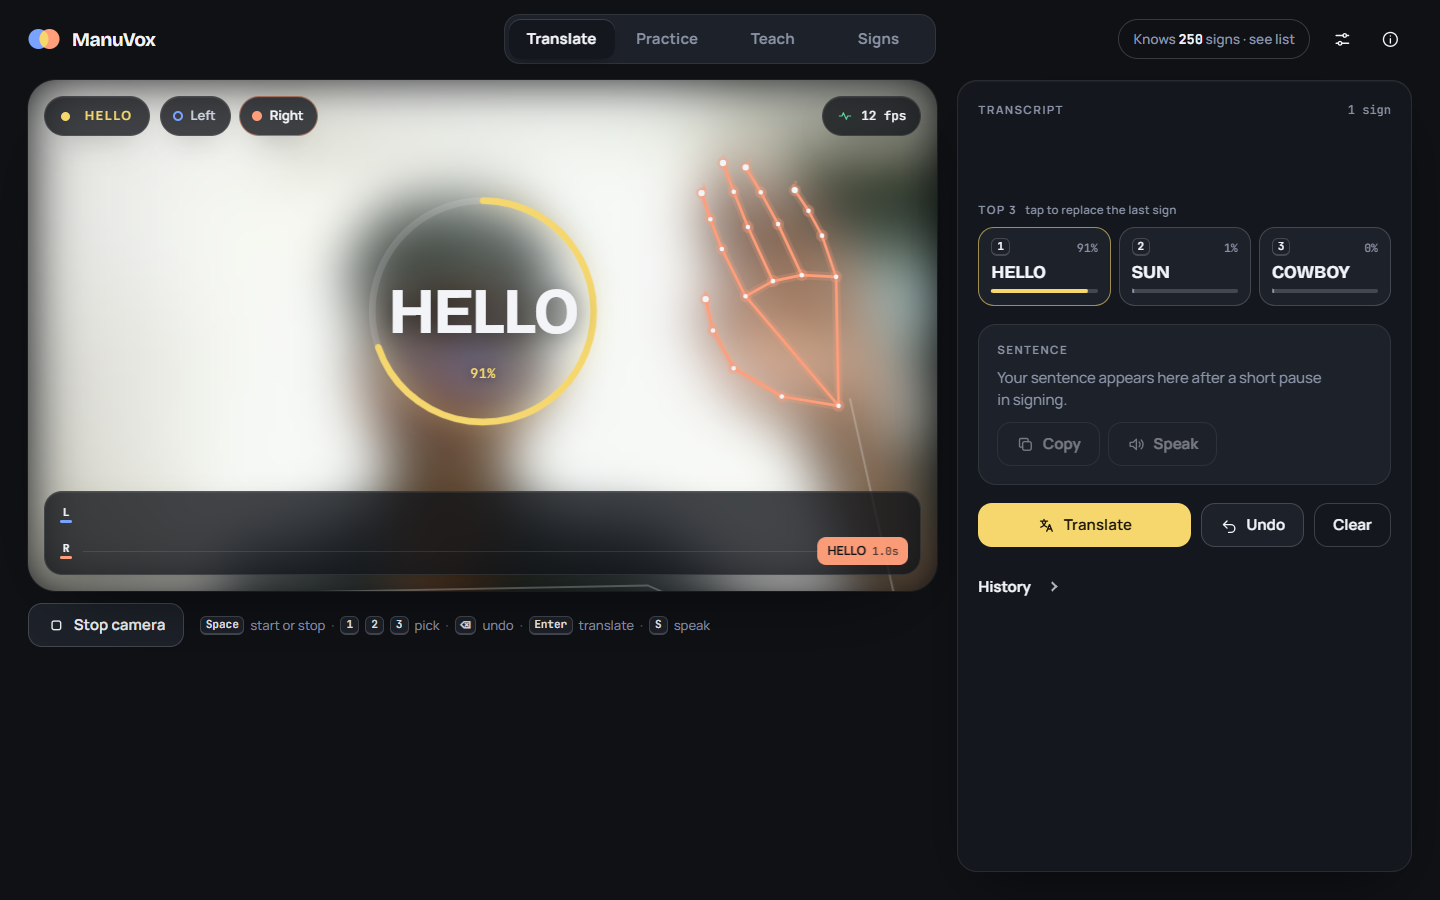 ManuVox
Translate
Practice
Teach
Signs
Knows 250 signs · see list
HELLO
Left
Right
12 fps
HELLO
91%
L
R
HELLO 1.0s
Stop camera
Space start or stop · 1 2 3 pick · ⌫ undo · Enter translate · S speak
TRANSCRIPT
1 sign
TOP 3 tap to replace the last sign
1 91%
HELLO
2 1%
SUN
3 0%
COWBOY
SENTENCE
Your sentence appears here after a short pause
in signing.
Copy
Speak
Translate
Undo
Clear
History